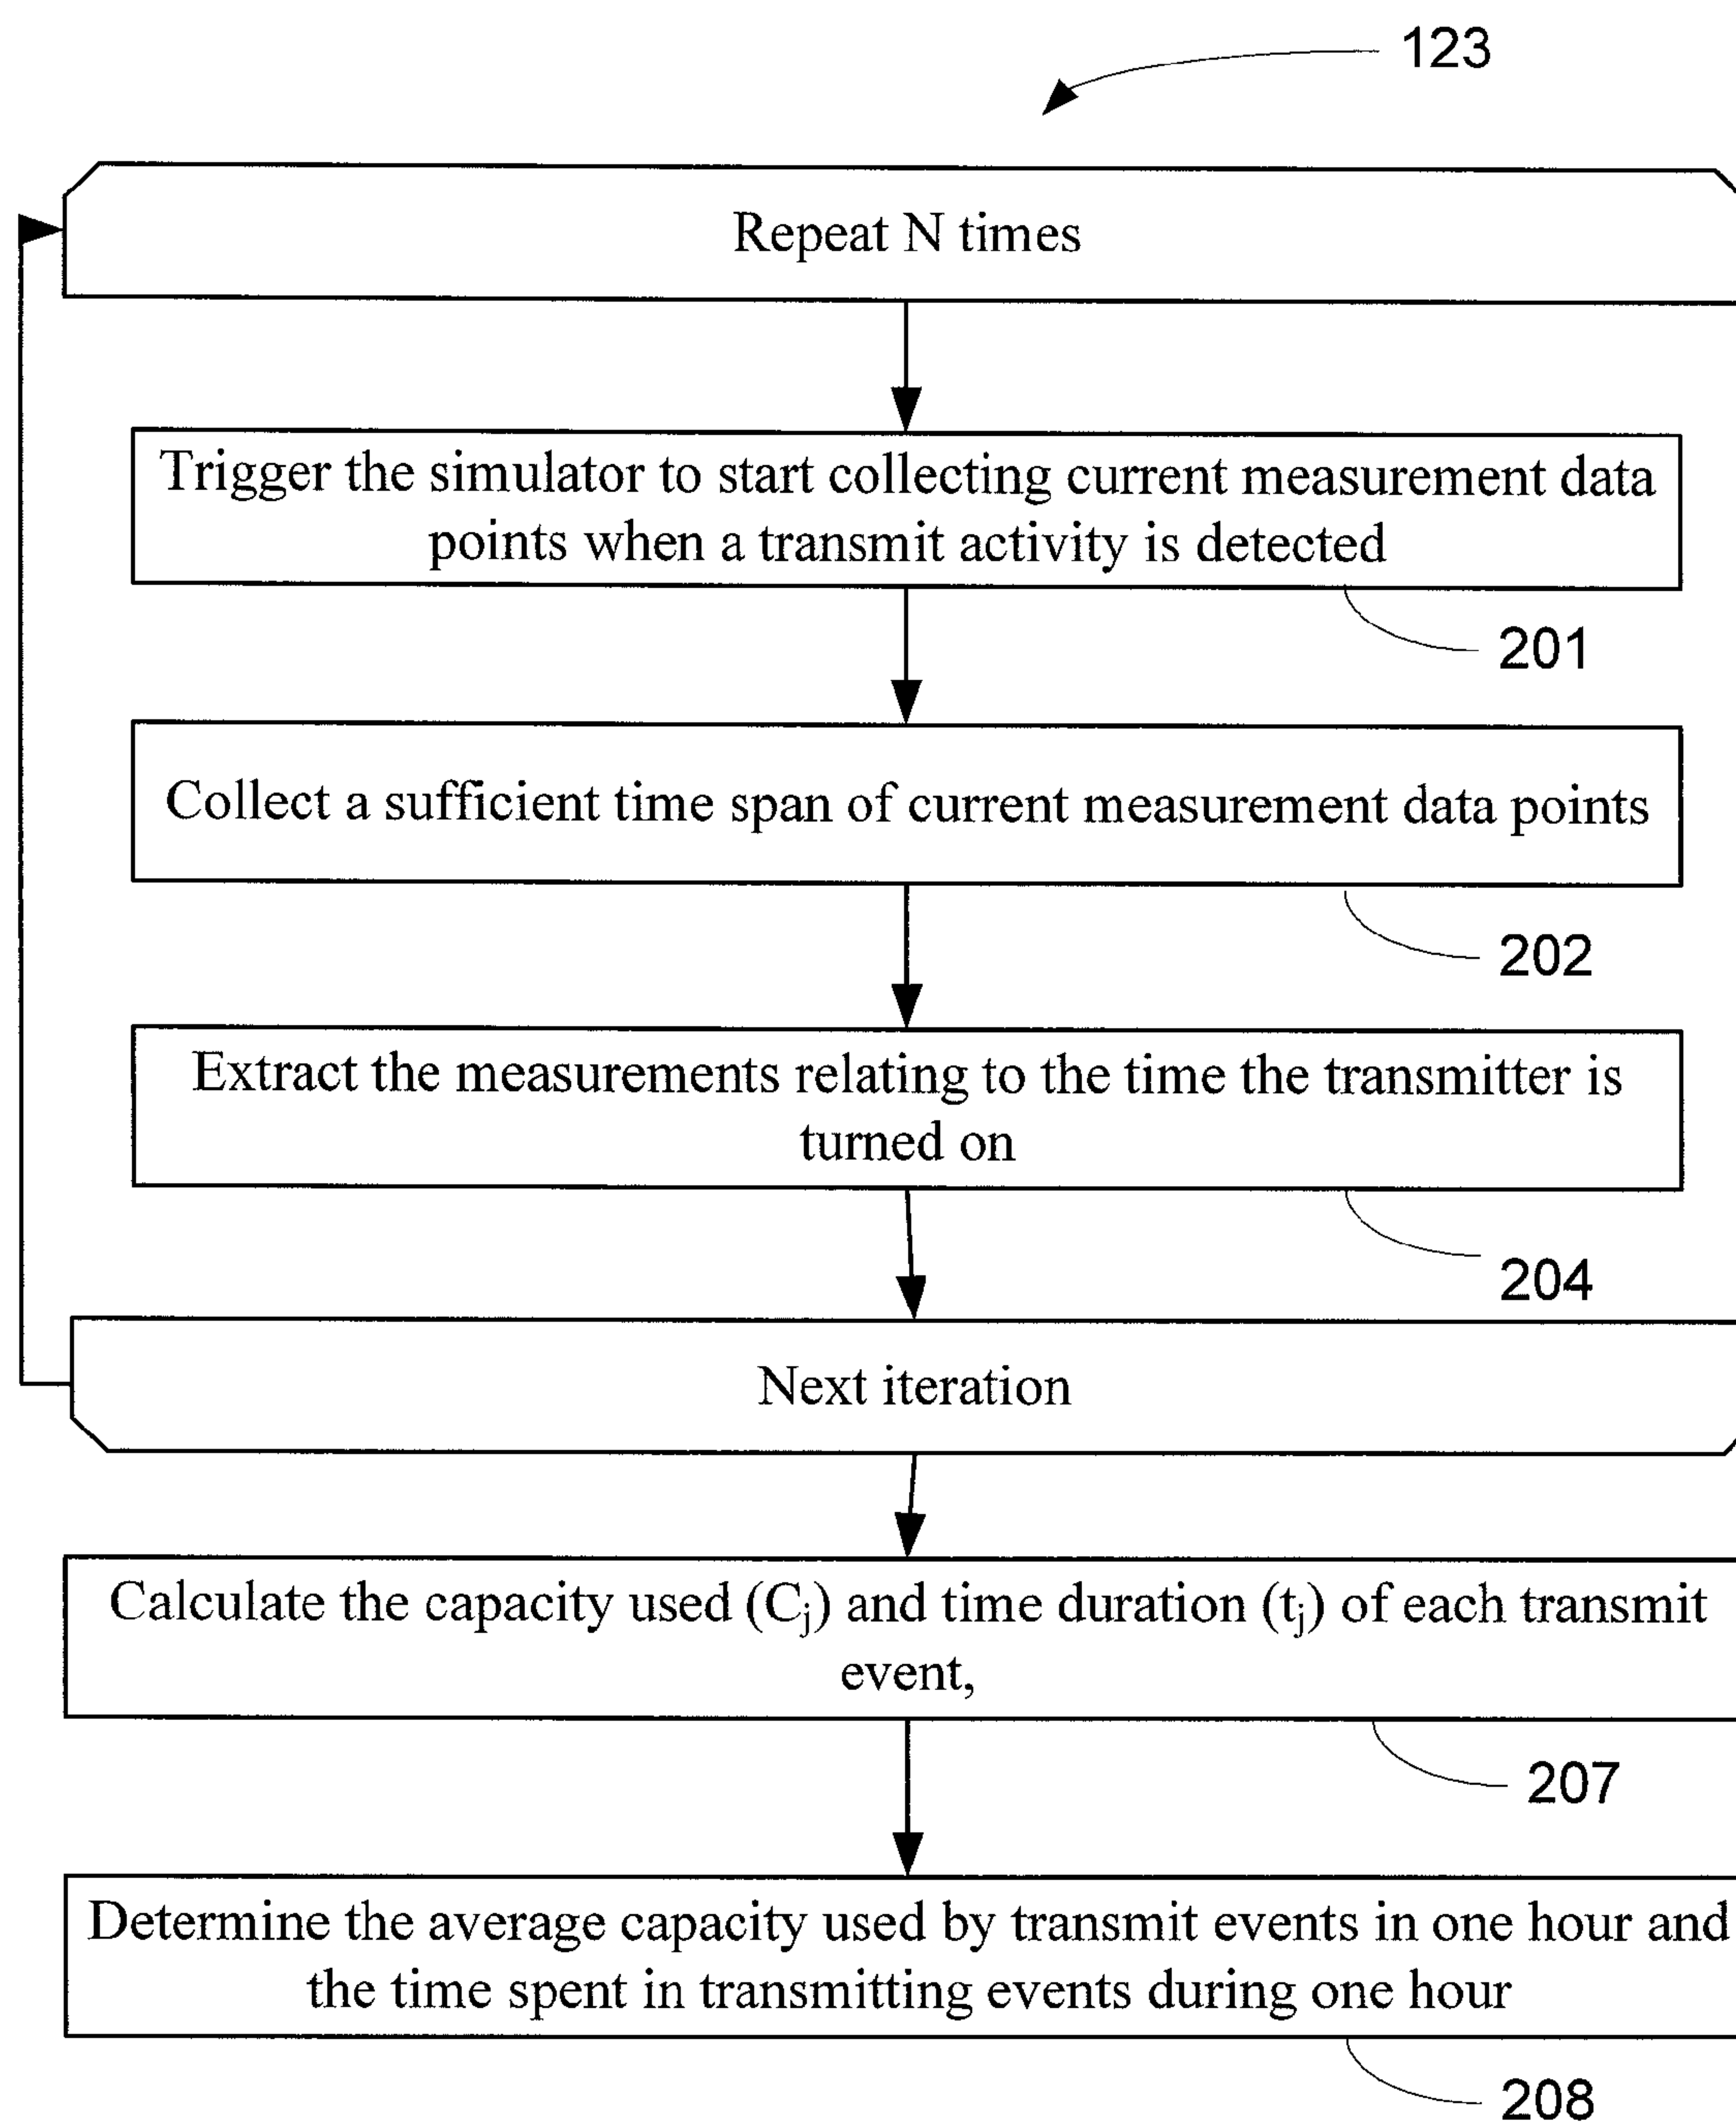 123
Repeat N times
Trigger the simulator to start collecting current measurement data
points when a transmit activity is detected
201
Collect a sufficient time span of current measurement data points
202
Extract the measurements relating to the time the transmitter is
turned on
204
Next iteration
Calculate the capacity used (Cj) and time duration (tj) of each transmit
event,
207
Determine the average capacity used by transmit events in one hour and
the time spent in transmitting events during one hour
208